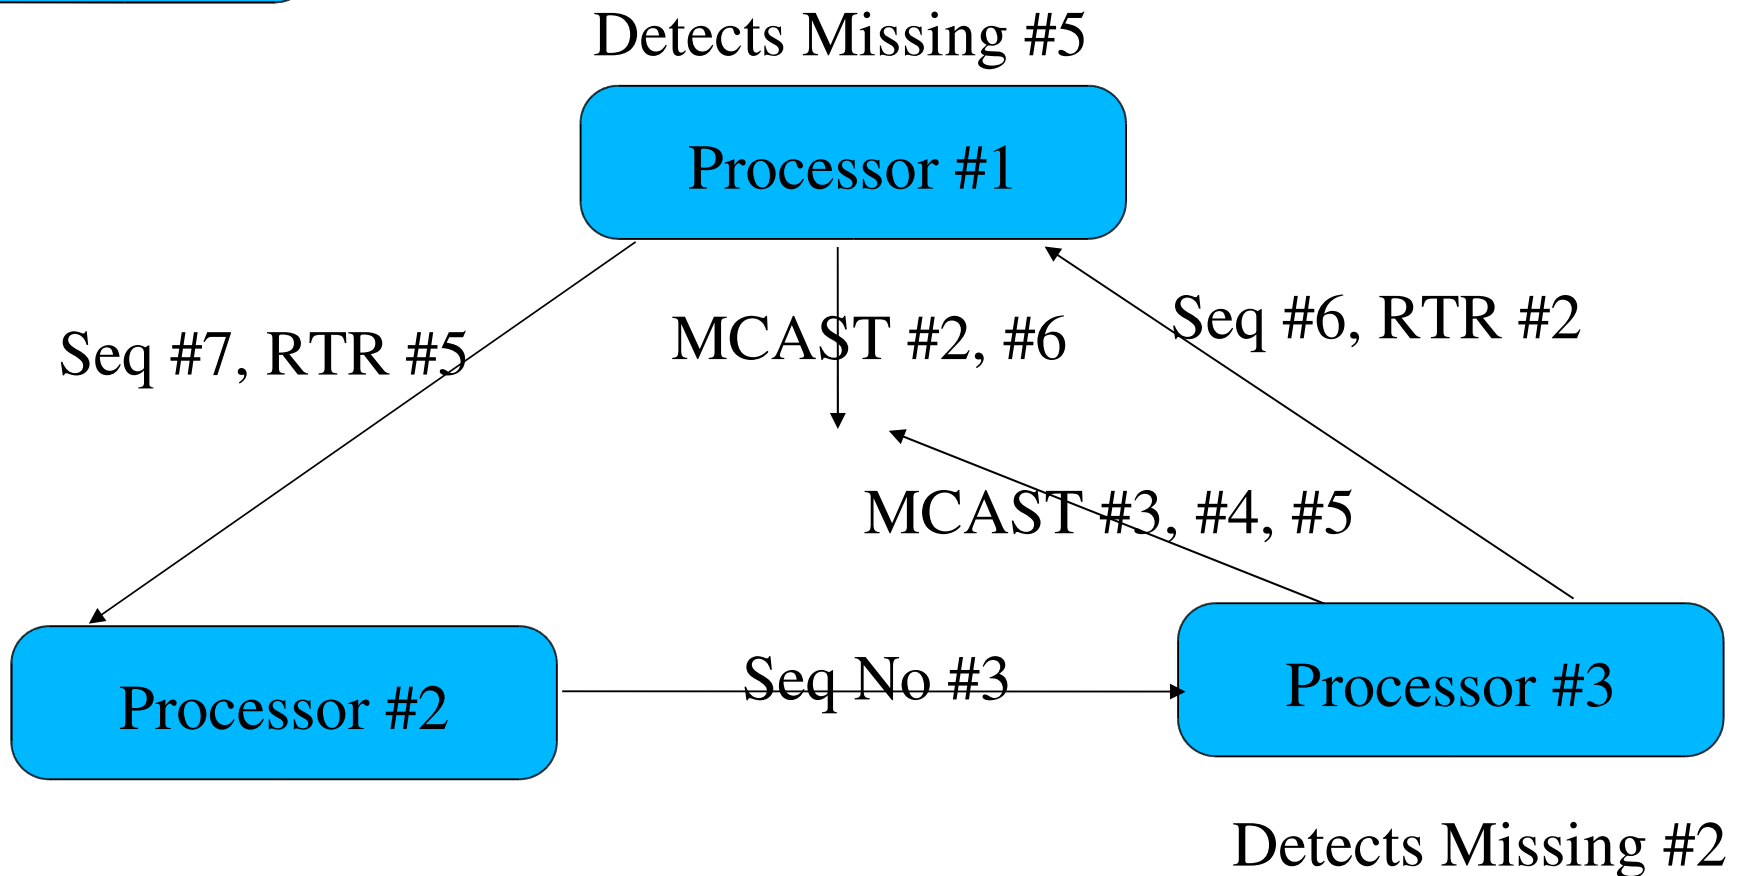 Detects Missing #5
Processor #1
Seq #6, RTR #2
MCAST #2, #6
Seq #7, RTR #5
MCAST #3, #4, #5
Seq No #3
Processor #3
Processor #2
Detects Missing #2